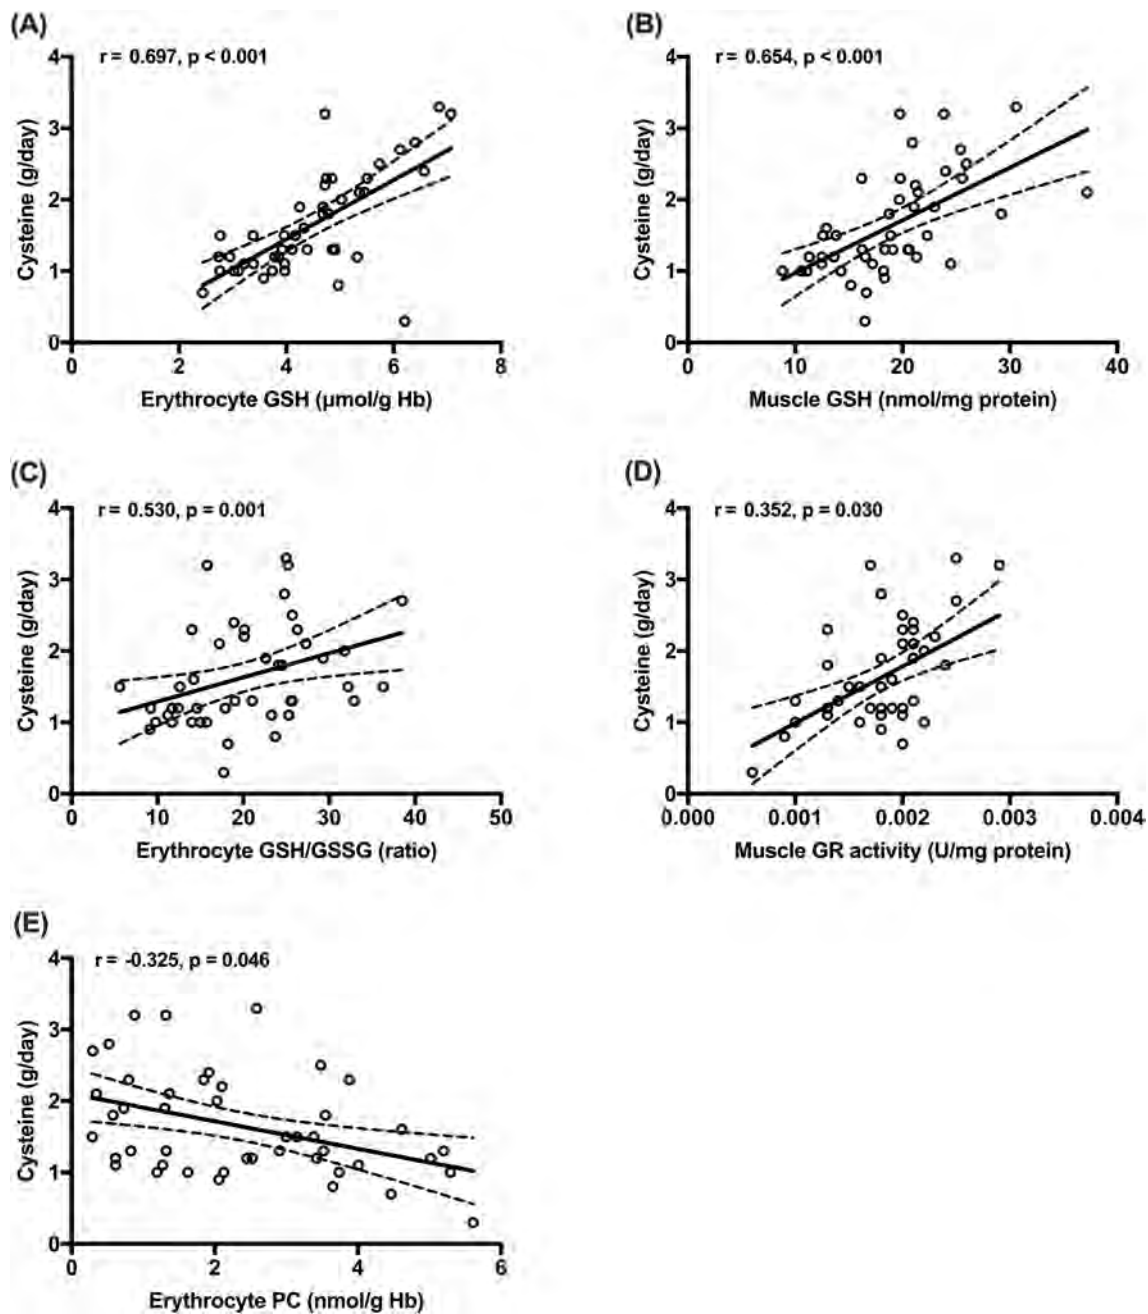 (A)
r = 0.697, p < 0.001
4
3
2
1
0
Cysteine (g/day)
0 2 4 6 8
Erythrocyte GSH (μmol/g Hb)
(B)
r = 0.654, p < 0.001
4
3
2
1
0
Cysteine (g/day)
0 10 20 30 40
Muscle GSH (nmol/mg protein)
(C)
r = 0.530, p = 0.001
4
3
2
1
0
Cysteine (g/day)
0 10 20 30 40 50
Erythrocyte GSH/GSSG (ratio)
(D)
r = 0.352, p = 0.030
4
3
2
1
0
Cysteine (g/day)
0.000 0.001 0.002 0.003 0.004
Muscle GR activity (U/mg protein)
(E)
r = -0.325, p = 0.046
4
3
2
1
0
Cysteine (g/day)
0 2 4 6
Erythrocyte PC (nmol/g Hb)